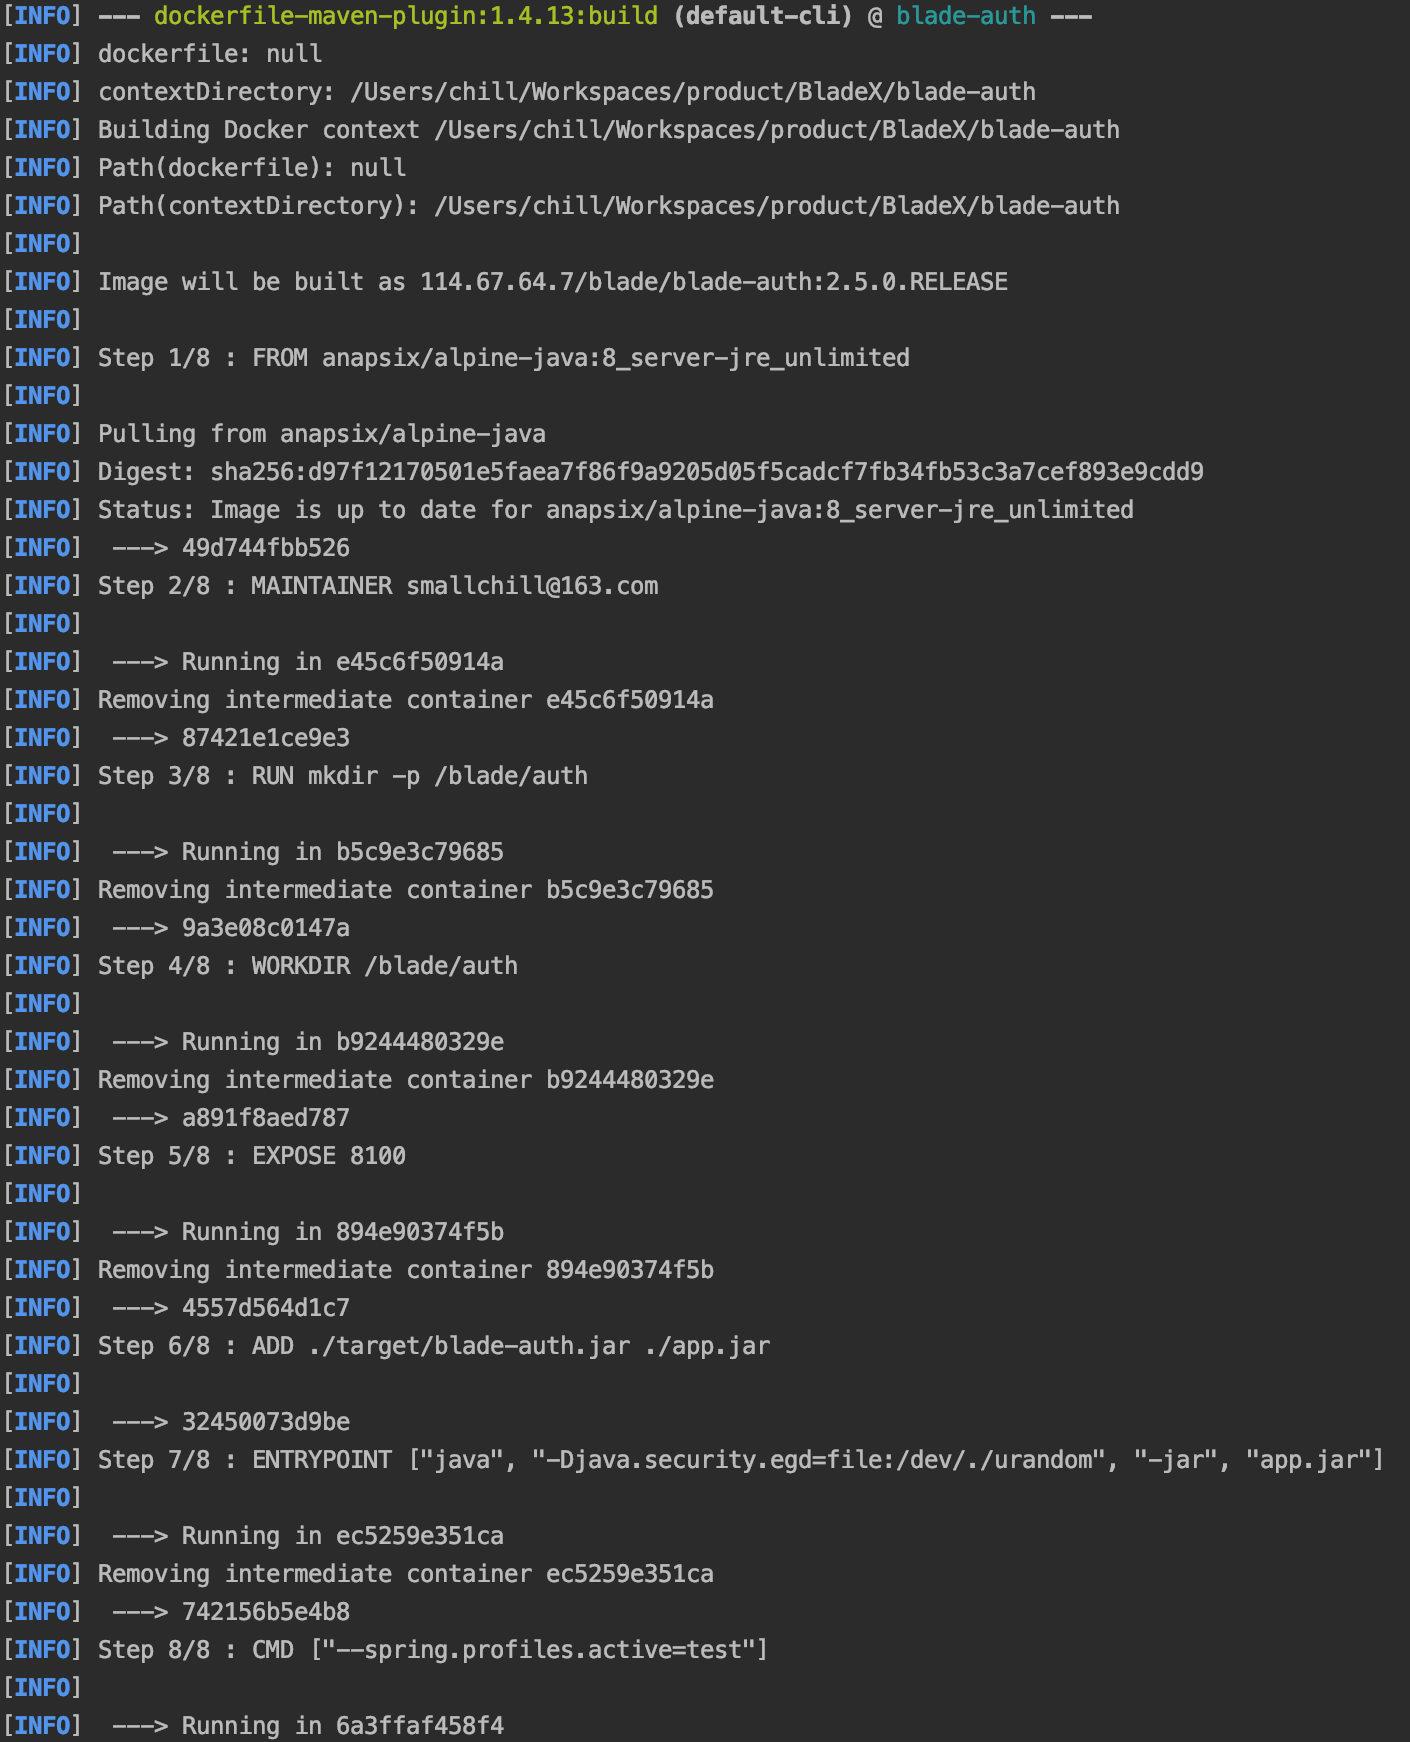 [INFO] --- dockerfile-maven-plugin:1.4.13:build (default-cli) @ blade-auth ---
[INFO] dockerfile: null
[INFO] contextDirectory: /Users/chill/Workspaces/product/BladeX/blade-auth
[INFO] Building Docker context /Users/chill/Workspaces/product/BladeX/blade-auth
[INFO] Path(dockerfile): null
[INFO] Path(contextDirectory): /Users/chill/Workspaces/product/BladeX/blade-auth
[INFO]
[INFO] Image will be built as 114.67.64.7/blade/blade-auth:2.5.0.RELEASE
[INFO]
[INFO] Step 1/8 : FROM anapsix/alpine-java:8_server-jre_unlimited
[INFO]
[INFO] Pulling from anapsix/alpine-java
[INFO] Digest: sha256:d97f12170501e5faea7f86f9a9205d05f5cadcf7fb34fb53c3a7cef893e9cdd9
[INFO] Status: Image is up to date for anapsix/alpine-java:8_server-jre_unlimited
[INFO]  ---> 49d744fbb526
[INFO] Step 2/8 : MAINTAINER smallchill@163.com
[INFO]
[INFO]  ---> Running in e45c6f50914a
[INFO] Removing intermediate container e45c6f50914a
[INFO]  ---> 87421e1ce9e3
[INFO] Step 3/8 : RUN mkdir -p /blade/auth
[INFO]
[INFO]  ---> Running in b5c9e3c79685
[INFO] Removing intermediate container b5c9e3c79685
[INFO]  ---> 9a3e08c0147a
[INFO] Step 4/8 : WORKDIR /blade/auth
[INFO]
[INFO]  ---> Running in b9244480329e
[INFO] Removing intermediate container b9244480329e
[INFO]  ---> a891f8aed787
[INFO] Step 5/8 : EXPOSE 8100
[INFO]
[INFO]  ---> Running in 894e90374f5b
[INFO] Removing intermediate container 894e90374f5b
[INFO]  ---> 4557d564d1c7
[INFO] Step 6/8 : ADD ./target/blade-auth.jar ./app.jar
[INFO]
[INFO]  ---> 32450073d9be
[INFO] Step 7/8 : ENTRYPOINT ["java", "-Djava.security.egd=file:/dev/./urandom", "-jar", "app.jar"]
[INFO]
[INFO]  ---> Running in ec5259e351ca
[INFO] Removing intermediate container ec5259e351ca
[INFO]  ---> 742156b5e4b8
[INFO] Step 8/8 : CMD ["--spring.profiles.active=test"]
[INFO]
[INFO]  ---> Running in 6a3ffaf458f4